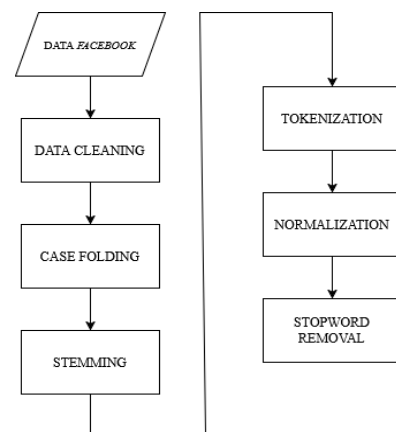 DATA FACEBOOK
DATA CLEANING
CASE FOLDING
STEMMING
TOKENIZATION
NORMALIZATION
STOPWORD
REMOVAL